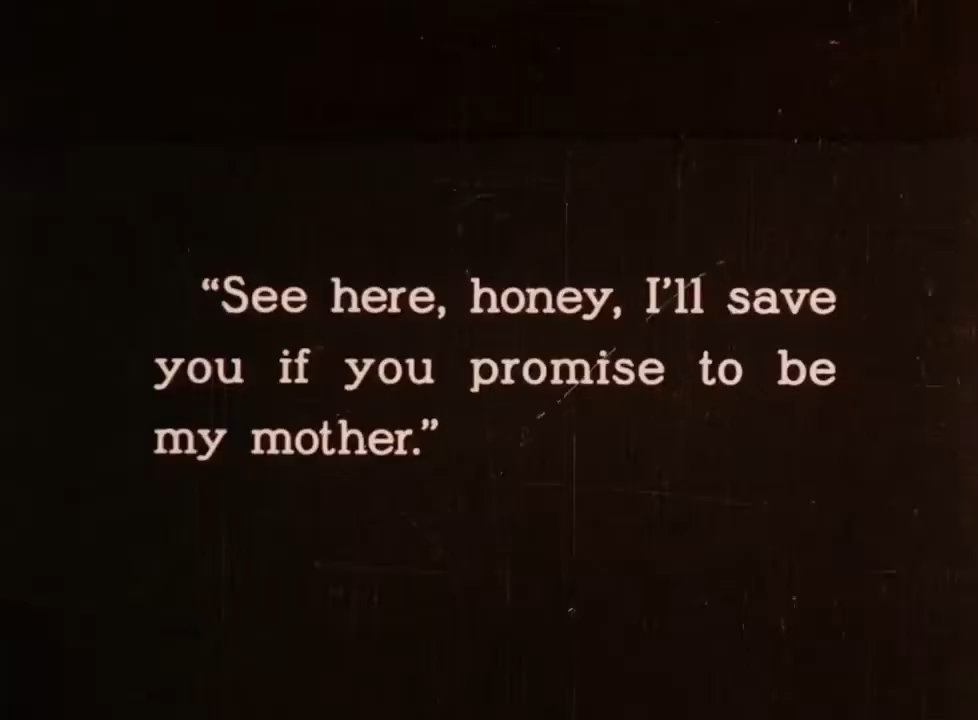 “See here, honey, I’ll save
you if you promise to be
my mother.”